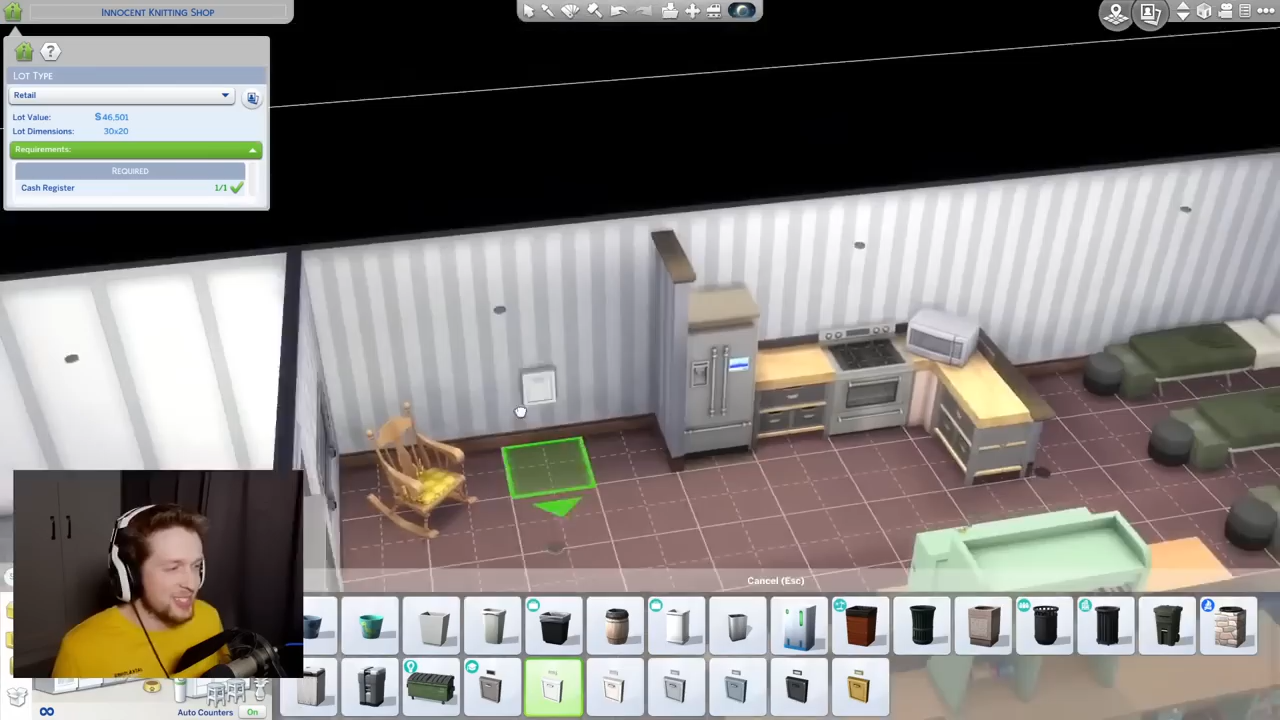 INNOCENT KNITTING SHOP
LOT TYPE
Retail
Lot Value: §46,501
Lot Dimensions: 30x20
Requirements:
REQUIRED
Cash Register 1/1
Cancel (Esc)
Auto Counters On